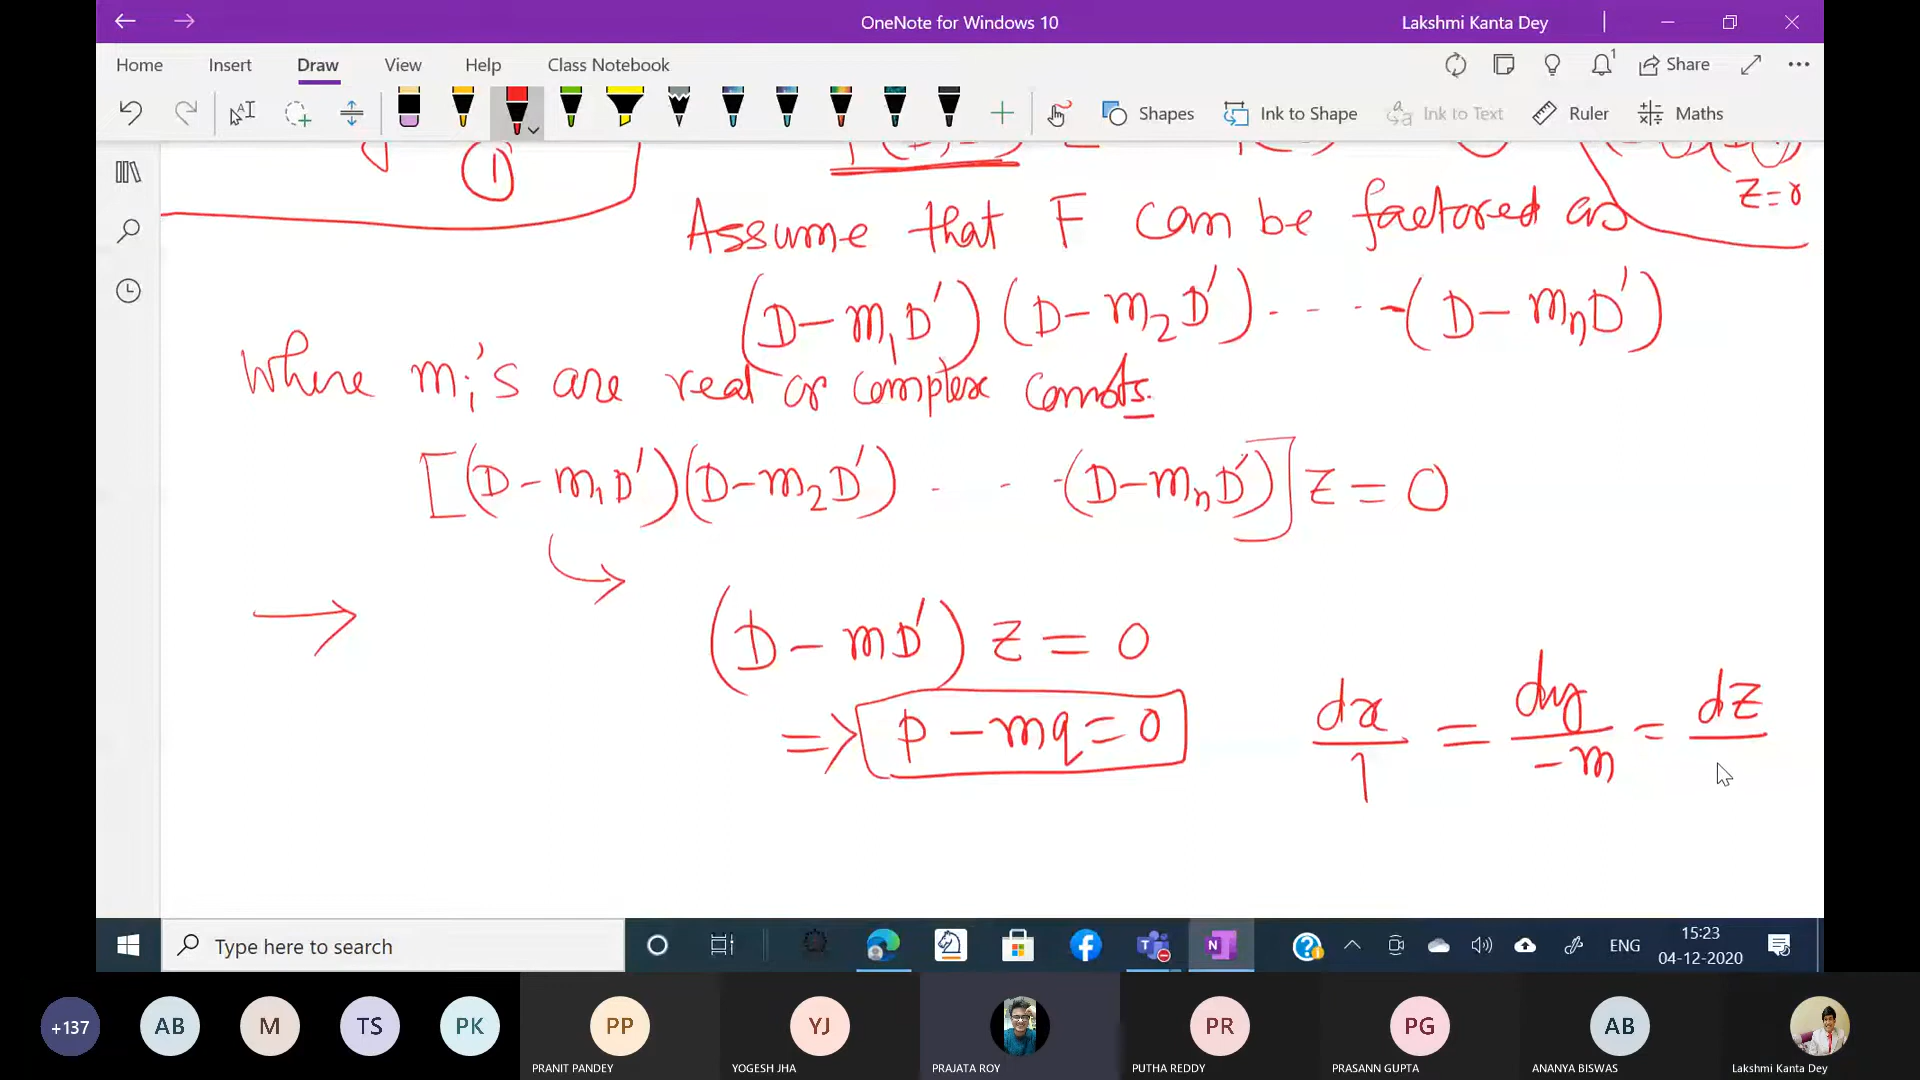 OneNote for Windows 10
Lakshmi Kanta Dey
Home Insert Draw View Help Class Notebook
1 Share
Shapes Ink to Shape Ink to Text Ruler Maths
①
Z=r
Assume that F can be factored as
(D-m₁D′)(D-m₂D′)....-(D-mₙD′)
Where mᵢ's are real or complex consts.
[(D-m₁D′)(D-m₂D′) . . . (D-mₙD′)] Z = 0
→ (D-mD′) Z = 0
=> p-mq=0
dx/1 = dy/-m = dz/
Type here to search
ENG
15:23
04-12-2020
+137 AB M TS PK PP YJ PR PG AB
PRANIT PANDEY YOGESH JHA PRAJATA ROY PUTHA REDDY PRASANN GUPTA ANANYA BISWAS Lakshmi Kanta Dey